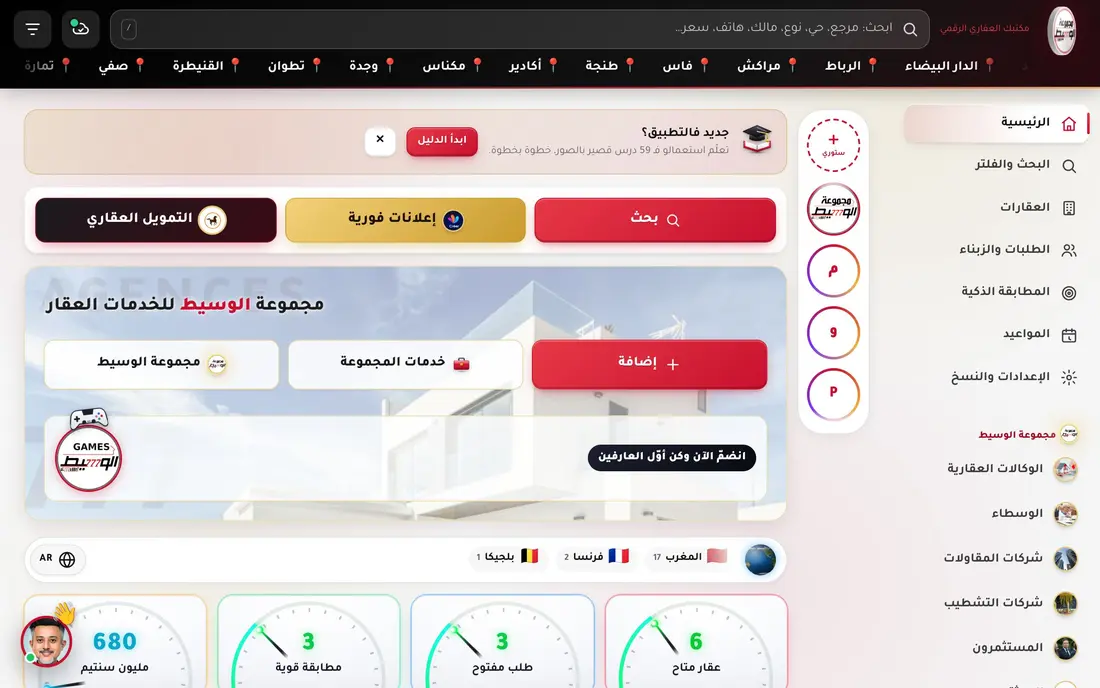 مكتبك العقاري الرقمي
ابحث: مرجع، حي، نوع، مالك، هاتف، سعر...
/
الدار البيضاء
الرباط
مراكش
فاس
طنجة
أكادير
مكناس
وجدة
تطوان
القنيطرة
صفي
تمارة
الرئيسية
البحث والفلتر
العقارات
الطلبات والزبناء
المطابقة الذكية
المواعيد
الإعدادات والنسخ
مجموعة الوسيط
الوكالات العقارية
الوسطاء
شركات المقاولات
شركات التشطيب
المستثمرون
+
ستوري
مجموعة
الوسيط
م
و
P
جديد فالتطبيق؟
تعلّم استعمالو فـ 59 درس قصير بالصور، خطوة بخطوة
ابدأ الدليل
×
بحث
إعلانات فورية
التمويل العقاري
AGENCES
مجموعة الوسيط للخدمات العقار
+ إضافة
خدمات المجموعة
مجموعة الوسيط
انضمّ الآن وكن أوّل العارفين
GAMES
الوسيط
المغرب 17
فرنسا 2
بلجيكا 1
AR
6
عقار متاح
3
طلب مفتوح
3
مطابقة قوية
680
مليون سنتيم